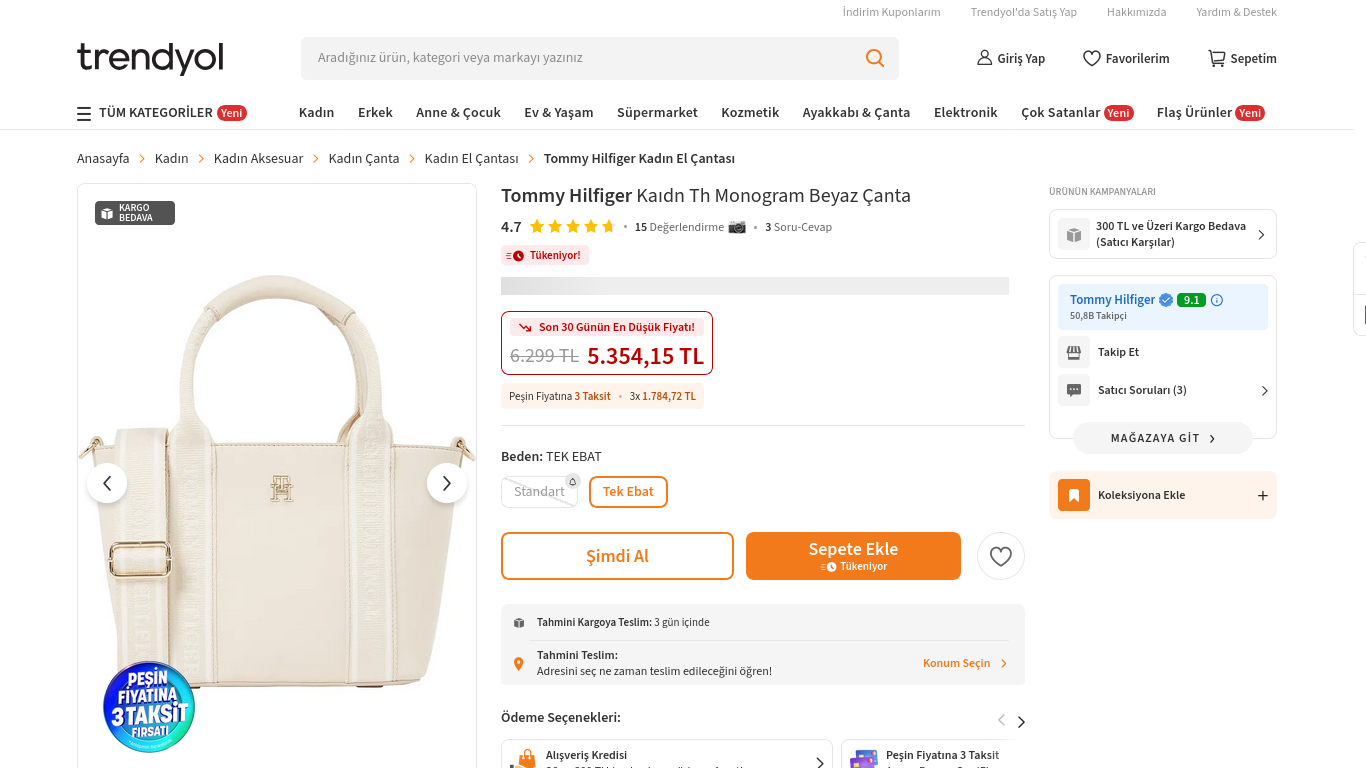 İndirim Kuponlarım
Trendyol'da Satış Yap
Hakkımızda
Yardım & Destek
trendyol
Aradığınız ürün, kategori veya markayı yazınız
Giriş Yap
Favorilerim
Sepetim
TÜM KATEGORİLER Yeni
Kadın
Erkek
Anne & Çocuk
Ev & Yaşam
Süpermarket
Kozmetik
Ayakkabı & Çanta
Elektronik
Çok Satanlar Yeni
Flaş Ürünler Yeni
Anasayfa
Kadın
Kadın Aksesuar
Kadın Çanta
Kadın El Çantası
Tommy Hilfiger Kadın El Çantası
KARGO
BEDAVA
PEŞİN
FİYATINA
3 TAKSİT
FIRSATI
Tommy Hilfiger Kaıdn Th Monogram Beyaz Çanta
4.7
15 Değerlendirme
3 Soru-Cevap
Tükeniyor!
Son 30 Günün En Düşük Fiyatı!
6.299 TL 5.354,15 TL
Peşin Fiyatına 3 Taksit • 3x 1.784,72 TL
Beden: TEK EBAT
Standart
Tek Ebat
Şimdi Al
Sepete Ekle
Tükeniyor
Tahmini Kargoya Teslim: 3 gün içinde
Tahmini Teslim:
Adresini seç ne zaman teslim edileceğini öğren!
Konum Seçin
Ödeme Seçenekleri:
Alışveriş Kredisi
Peşin Fiyatına 3 Taksit
ÜRÜNÜN KAMPANYALARI
300 TL ve Üzeri Kargo Bedava
(Satıcı Karşılar)
Tommy Hilfiger 9.1
50,8B Takipçi
Takip Et
Satıcı Soruları (3)
MAĞAZAYA GİT
Koleksiyona Ekle